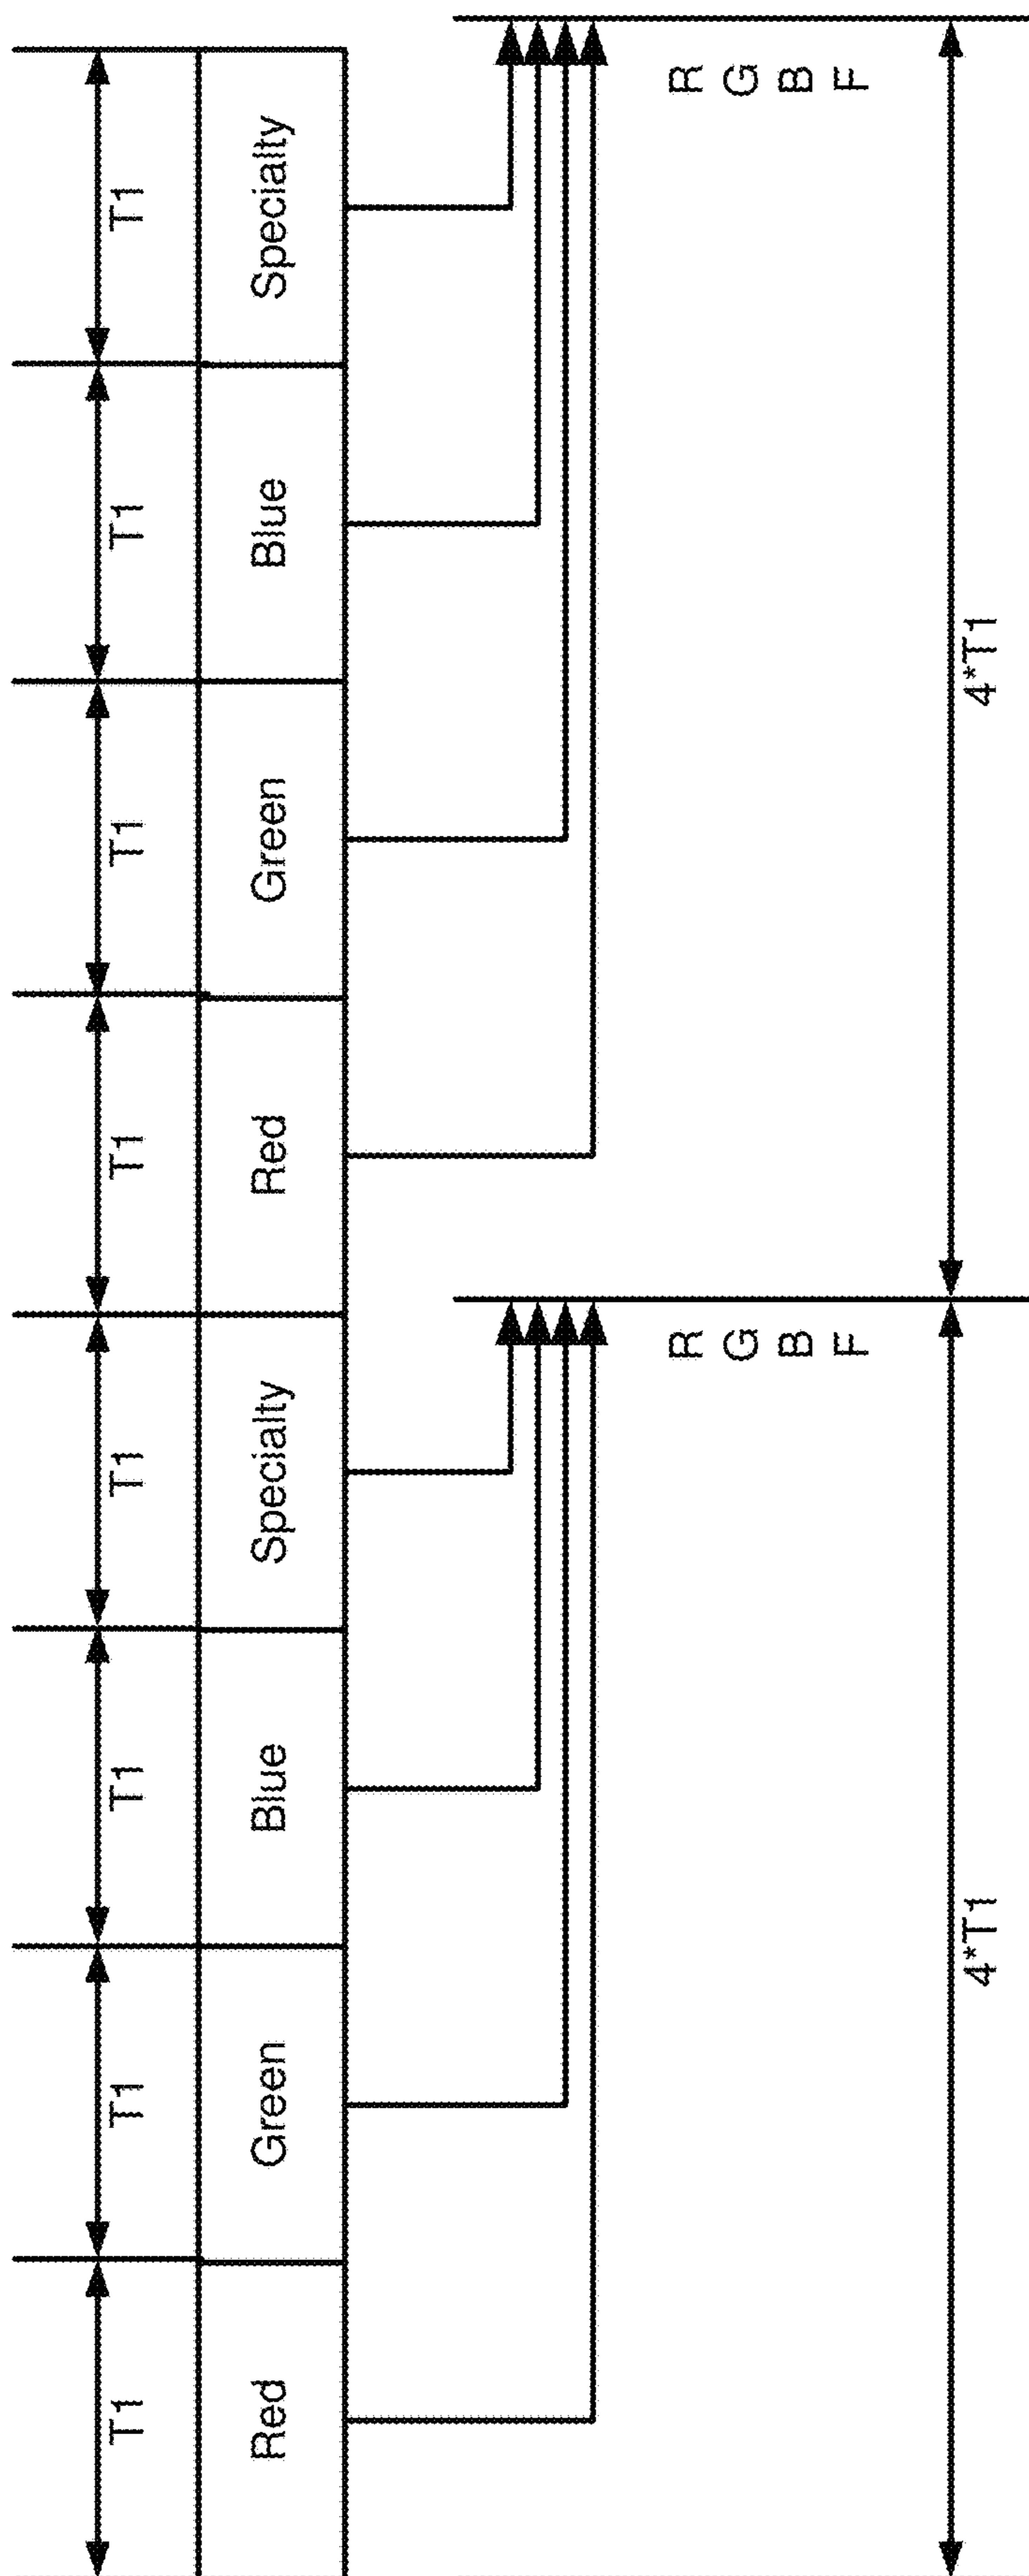 T1 T1 T1 T1 T1 T1 T1 T1
Red Green Blue Specialty Red Green Blue Specialty
R R
G G
B B
F F
4*T1 4*T1